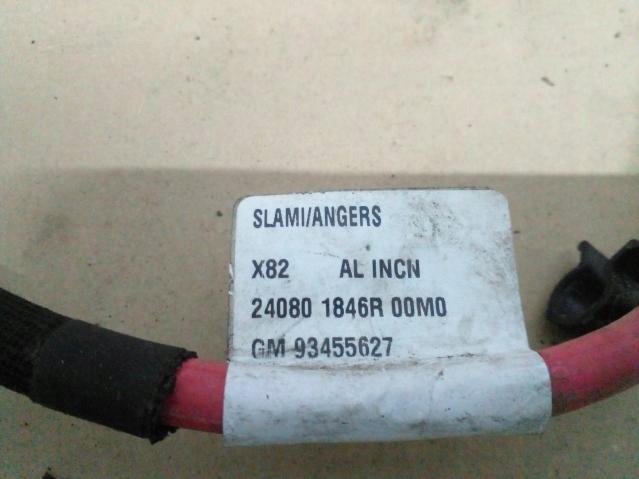 SLAMI/ANGERS
X82 AL INCN
24080 1846R 00M0
GM 93455627